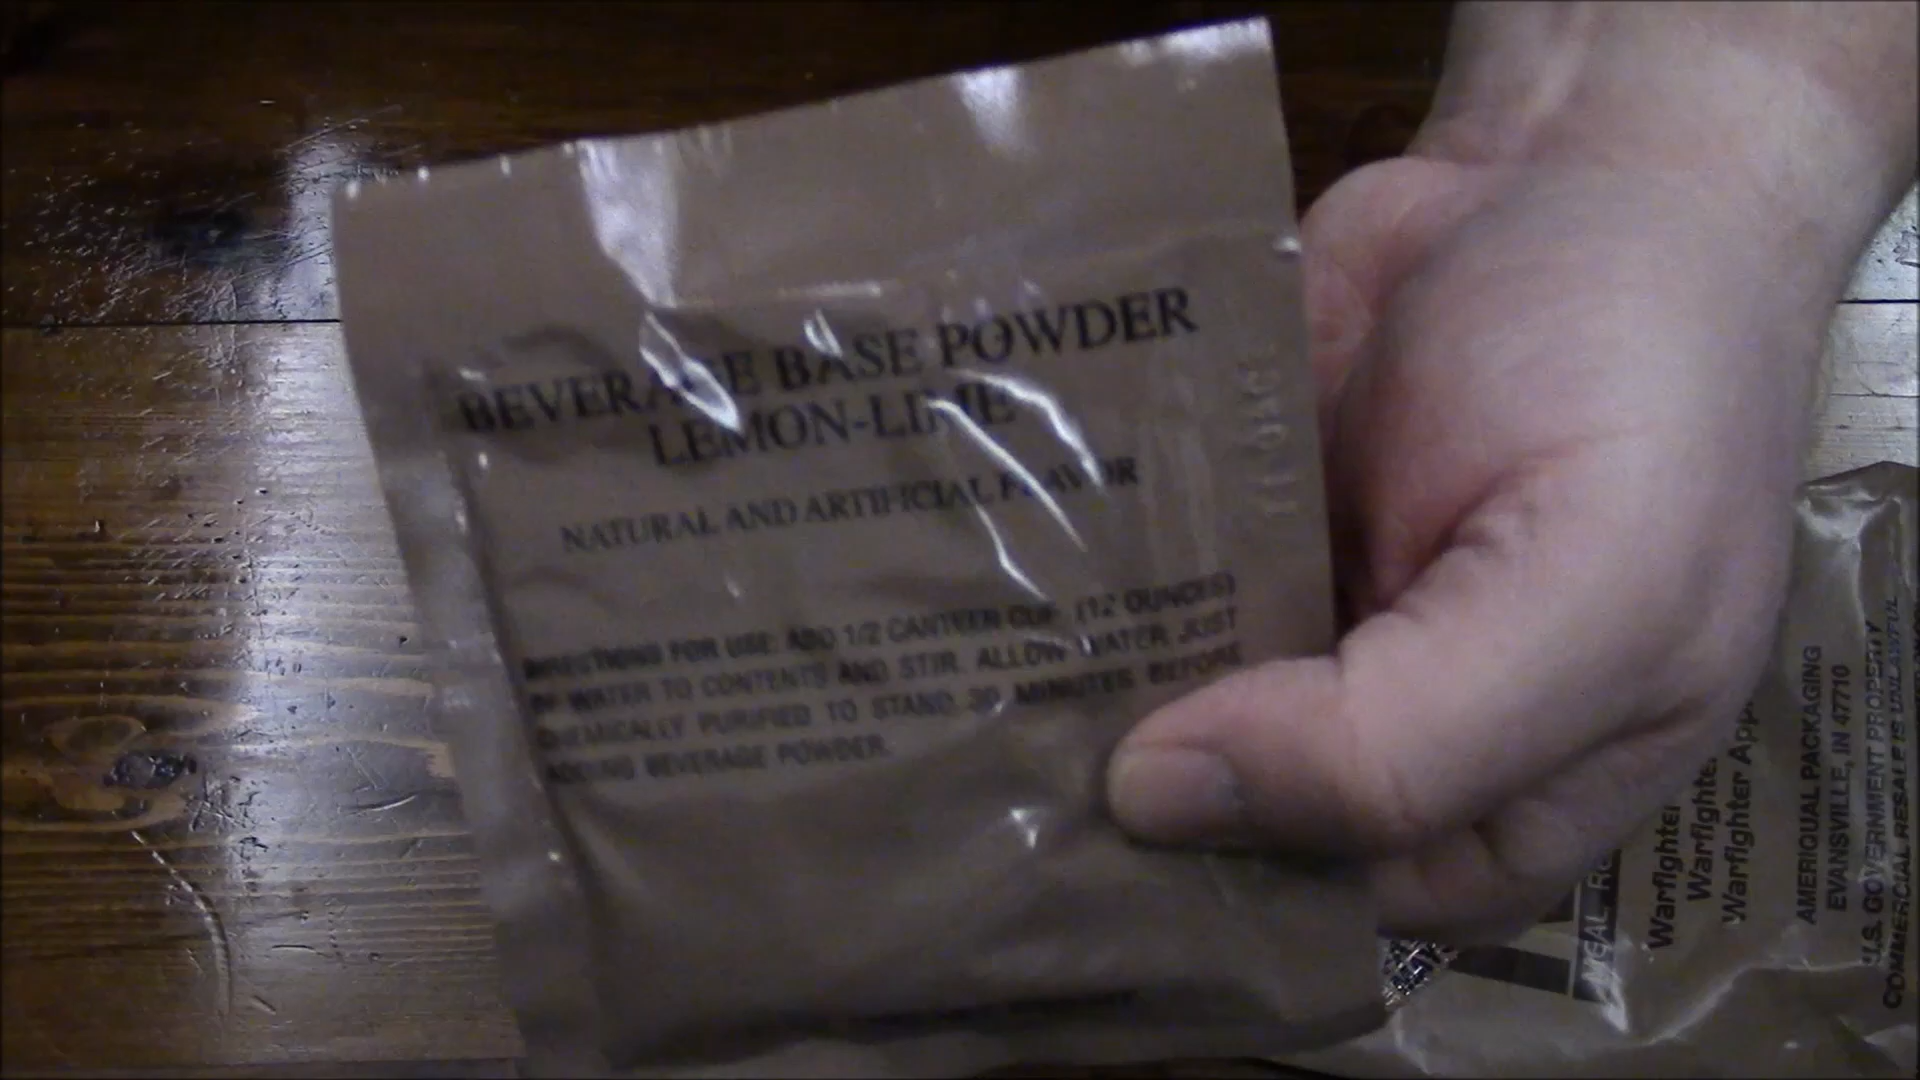 BEVERAGE BASE POWDER
LEMON-LIME
NATURAL AND ARTIFICIAL FLAVOR
DIRECTIONS FOR USE: ADD 1/2 CANTEEN CUP (12 OUNCES)
OF WATER TO CONTENTS AND STIR. ALLOW WATER JUST
CHEMICALLY PURIFIED TO STAND 30 MINUTES BEFORE
ADDING BEVERAGE POWDER.
MEAL
Warfighter
Warfighte
Warfighter App
AMERIQUAL PACKAGING
EVANSVILLE, IN 47710
U.S. GOVERNMENT PROPERTY
COMMERCIAL RESALE IS UNLAWFUL